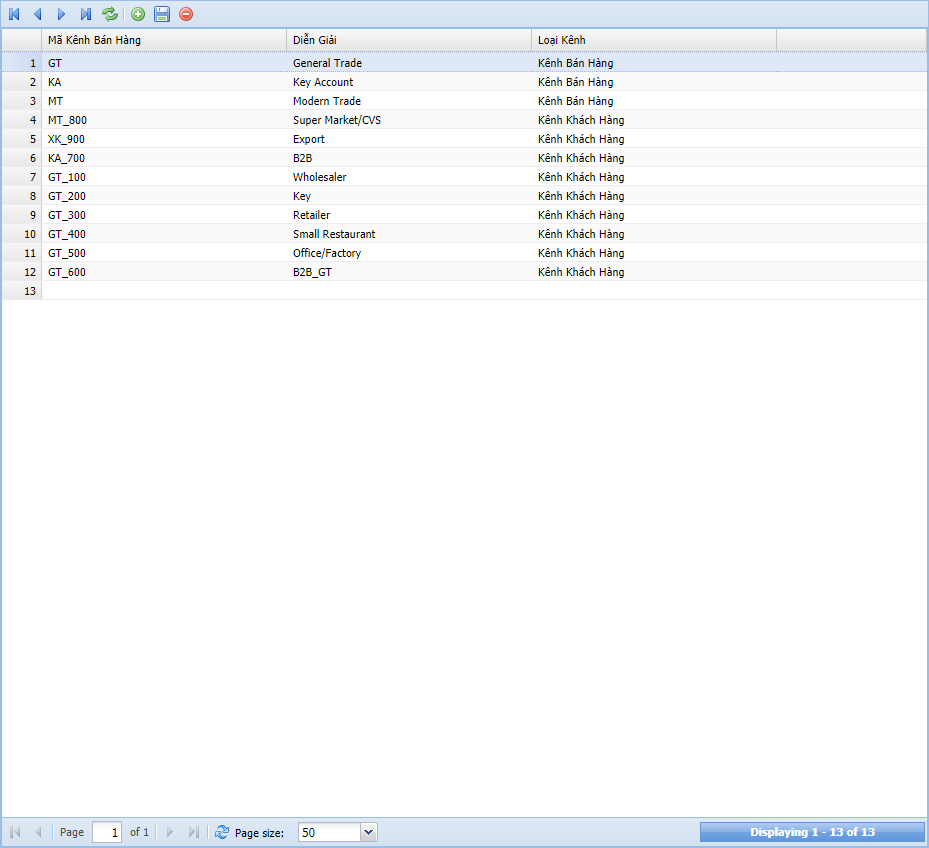 Mã Kênh Bán Hàng Diễn Giải Loại Kênh
1 GT General Trade Kênh Bán Hàng
2 KA Key Account Kênh Bán Hàng
3 MT Modern Trade Kênh Bán Hàng
4 MT_800 Super Market/CVS Kênh Khách Hàng
5 XK_900 Export Kênh Khách Hàng
6 KA_700 B2B Kênh Khách Hàng
7 GT_100 Wholesaler Kênh Khách Hàng
8 GT_200 Key Kênh Khách Hàng
9 GT_300 Retailer Kênh Khách Hàng
10 GT_400 Small Restaurant Kênh Khách Hàng
11 GT_500 Office/Factory Kênh Khách Hàng
12 GT_600 B2B_GT Kênh Khách Hàng
13
Page 1 of 1 Page size: 50 Displaying 1 - 13 of 13